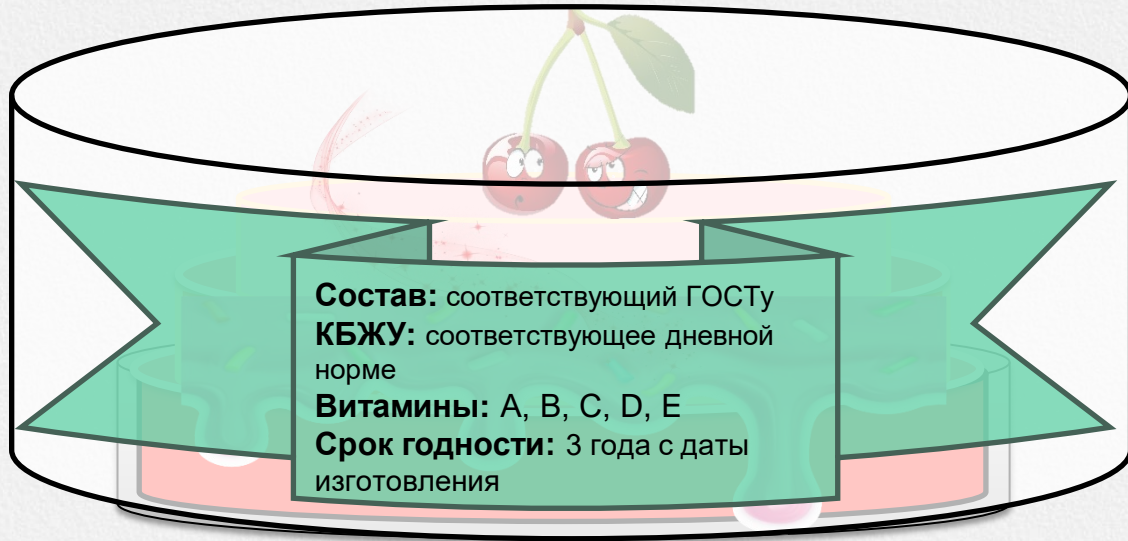 Состав: соответствующий ГОСТу
КБЖУ: соответствующее дневной
норме
Витамины: A, B, C, D, E
Срок годности: 3 года с даты
изготовления